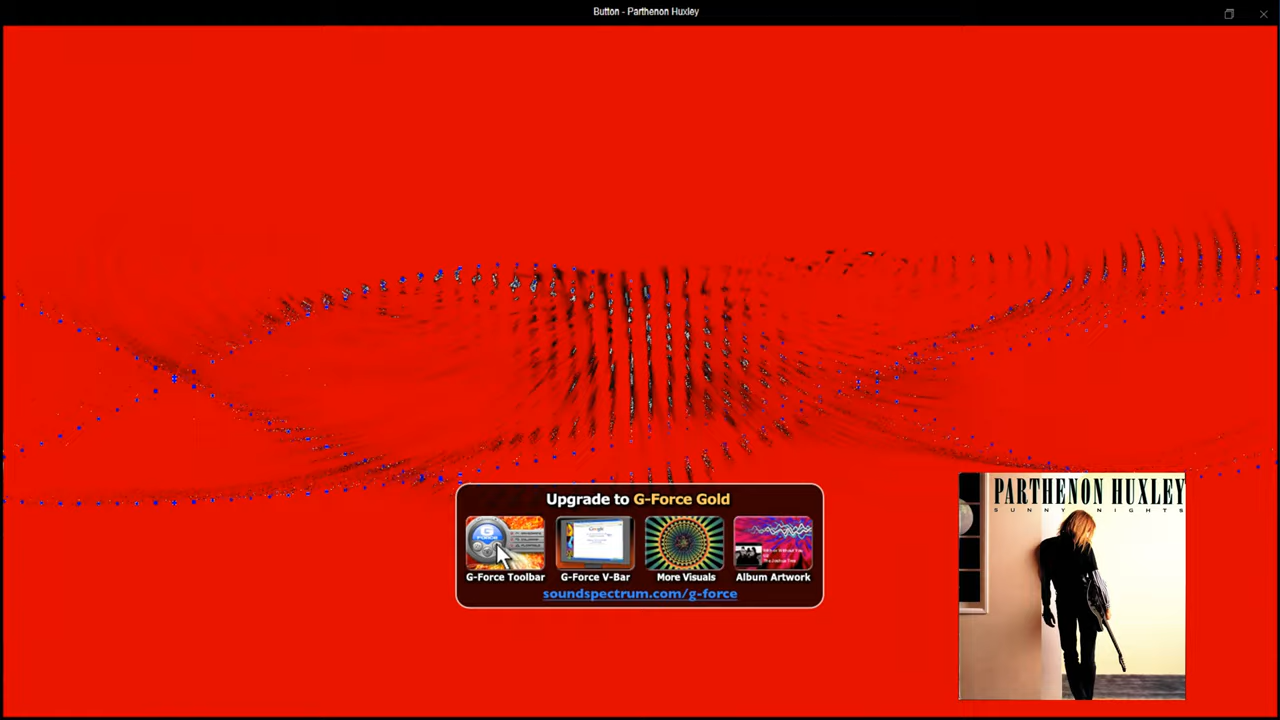 Button - Parthenon Huxley
Upgrade to G-Force Gold
G-Force Toolbar
G-Force V-Bar
More Visuals
Album Artwork
soundspectrum.com/g-force
PARTHENON HUXLEY
SUNNY NIGHTS